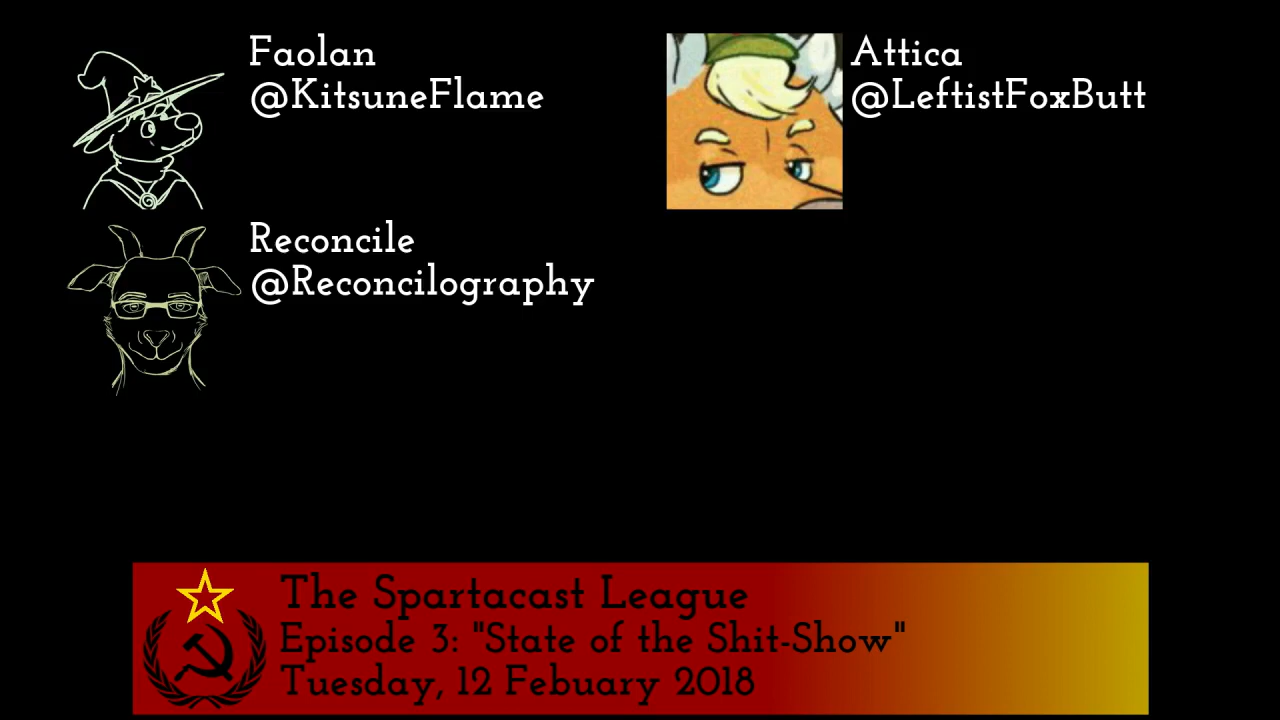 Faolan
@KitsuneFlame
Attica
@LeftistFoxButt
Reconcile
@Reconcilography
The Spartacast League
Episode 3: "State of the Shit-Show"
Tuesday, 12 Febuary 2018